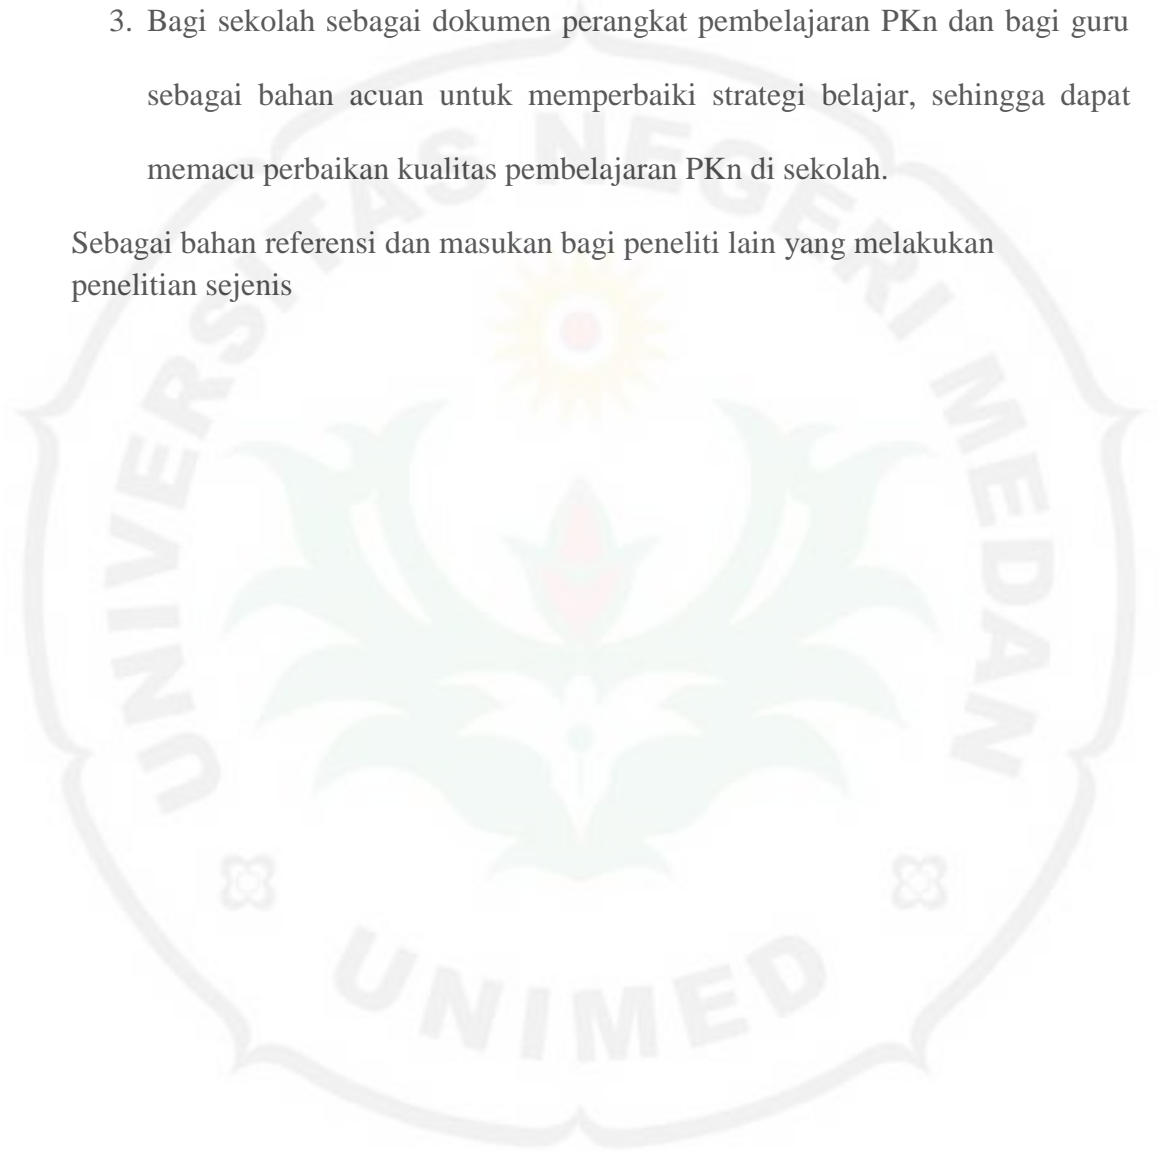 3. Bagi sekolah sebagai dokumen perangkat pembelajaran PKn dan bagi guru
sebagai bahan acuan untuk memperbaiki strategi belajar, sehingga dapat
memacu perbaikan kualitas pembelajaran PKn di sekolah.
Sebagai bahan referensi dan masukan bagi peneliti lain yang melakukan
penelitian sejenis
UNIVERSITAS NEGERI MEDAN
UNIMED